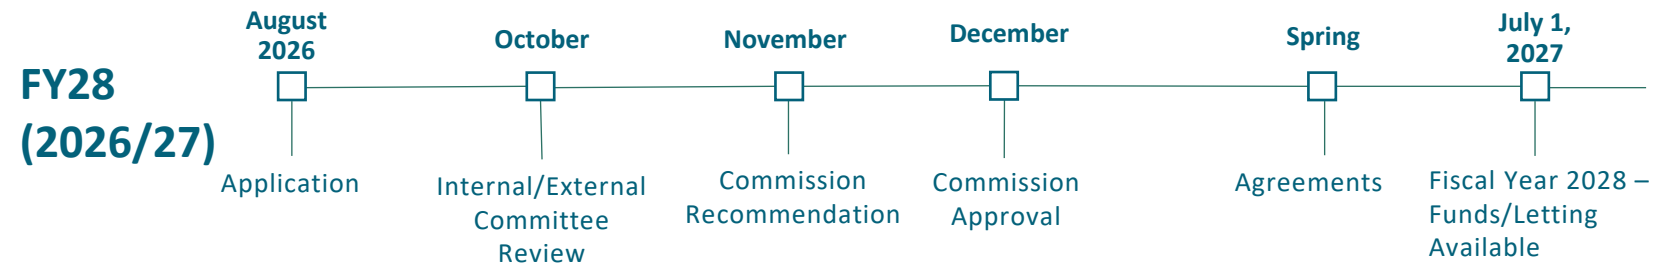 FY28
(2026/27)
August
2026
Application
October
Internal/External
Committee
Review
November
Commission
Recommendation
December
Commission
Approval
Spring
Agreements
July 1,
2027
Fiscal Year 2028 –
Funds/Letting
Available